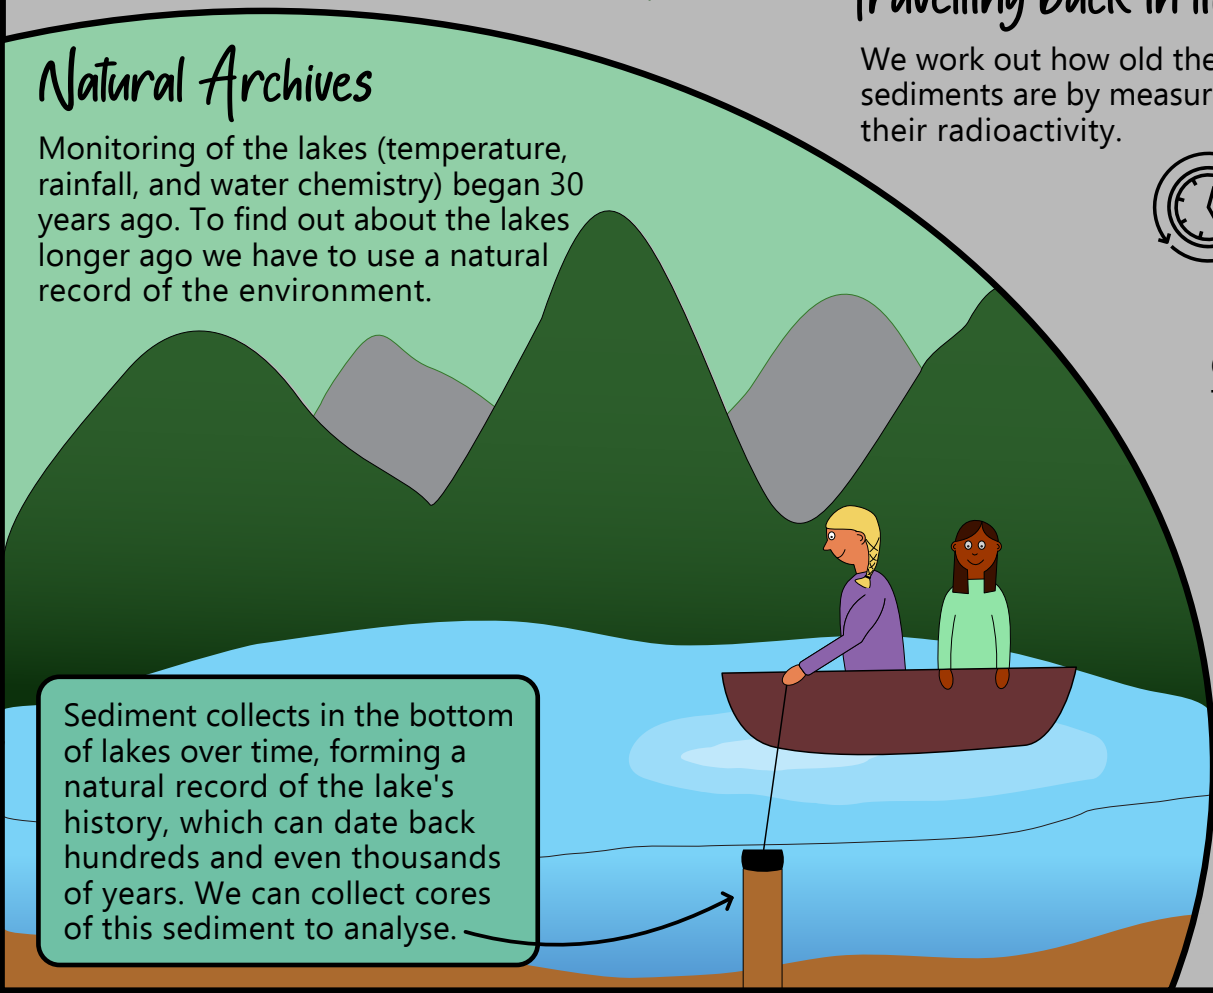 Natural Archives
Monitoring of the lakes (temperature,
rainfall, and water chemistry) began 30
years ago. To find out about the lakes
longer ago we have to use a natural
record of the environment.
Travelling back in
We work out how old the
sediments are by
their radioactivity.
Sediment collects in the bottom
of lakes over time, forming a
natural record of the lake's
history, which can date back
hundreds and even thousands
of years. We can collect cores
of this sediment to analyse.